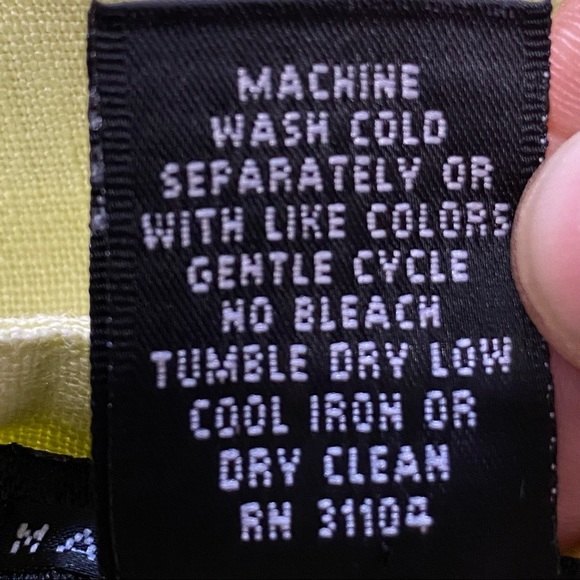 MACHINE
WASH COLD
SEPARATELY OR
WITH LIKE COLORS
GENTLE CYCLE
NO BLEACH
TUMBLE DRY LOW
COOL IRON OR
DRY CLEAN
RN 31104